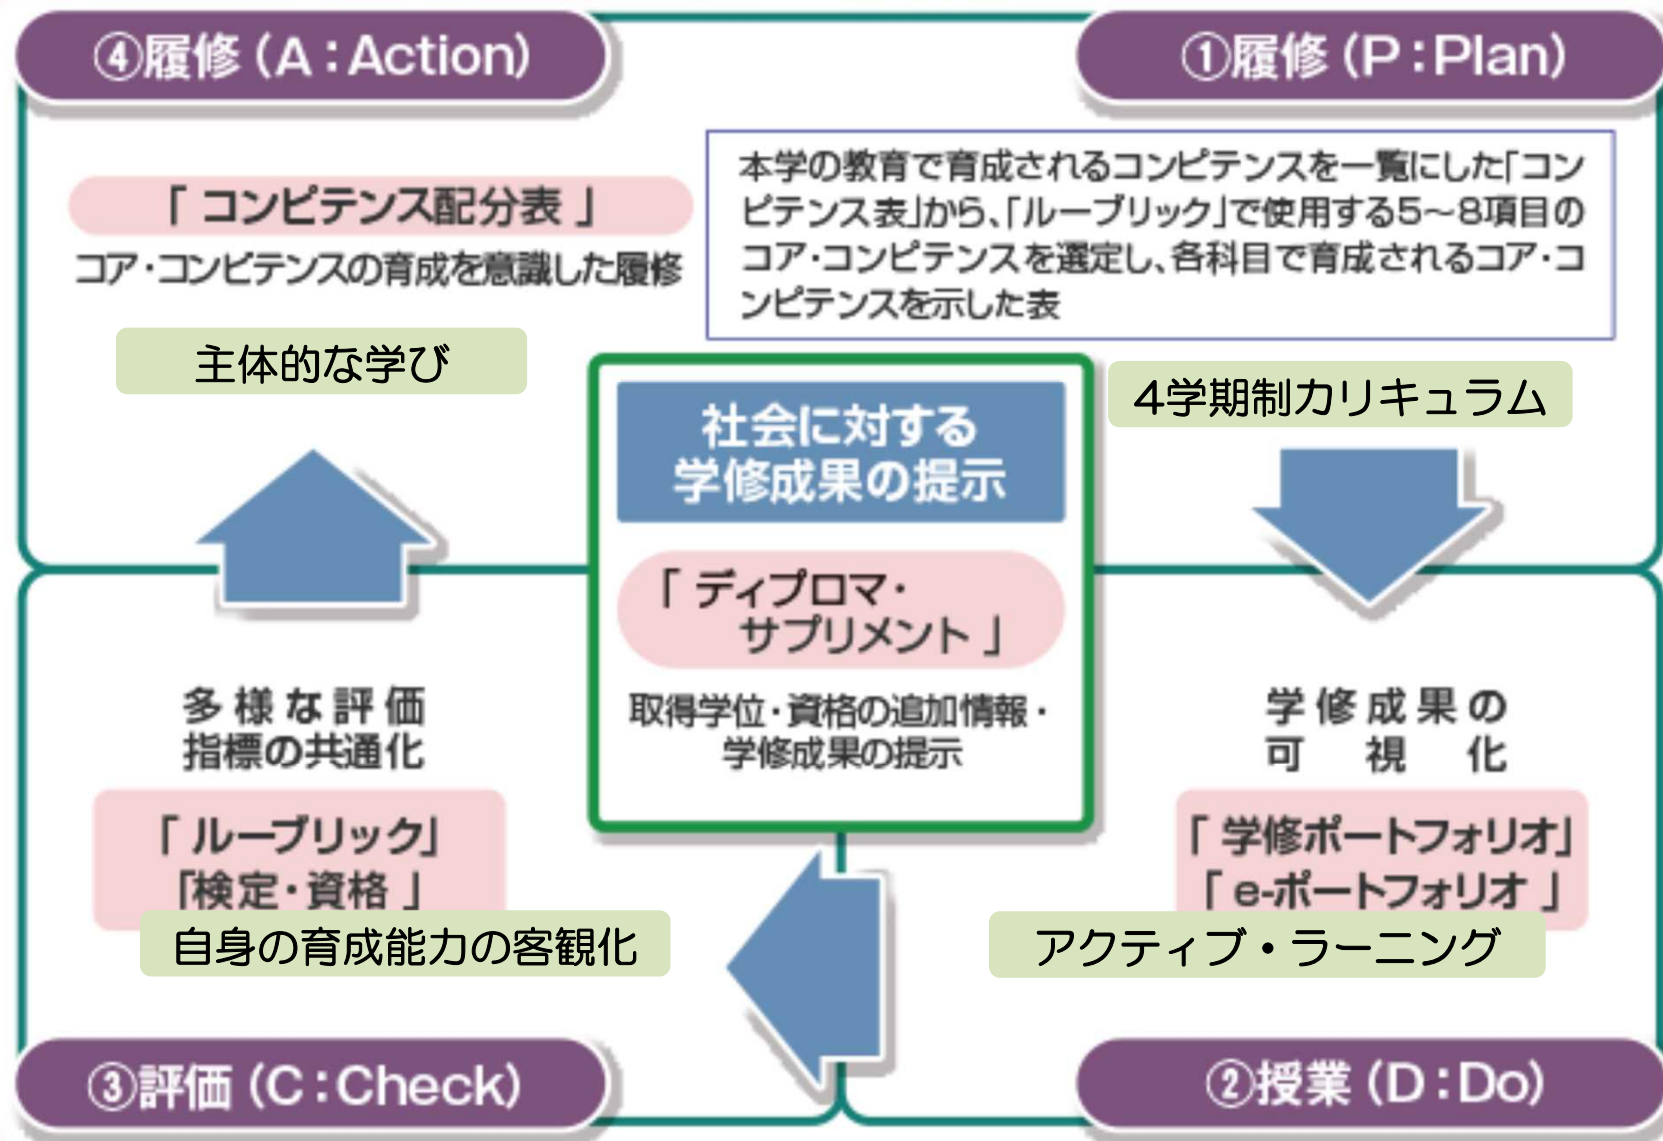 ④履修（A：Action）
①履修（P：Plan）
「コンピテンス配分表」
コア・コンピテンスの育成を意識した履修
主体的な学び
本学の教育で育成されるコンピテンスを一覧にした「コン
ピテンス表」から、「ルーブリック」で使用する5～8項目の
コア・コンピテンスを選定し、各科目で育成されるコア・コ
ンピテンスを示した表
4学期制カリキュラム
社会に対する
学修成果の提示
「ディプロマ・
サプリメント」
取得学位・資格の追加情報・
学修成果の提示
多様な評価
指標の共通化
「ルーブリック」
「検定・資格」
自身の育成能力の客観化
学修成果の
可視化
「学修ポートフォリオ」
「e-ポートフォリオ」
アクティブ・ラーニング
③評価（C：Check）
②授業（D：Do）